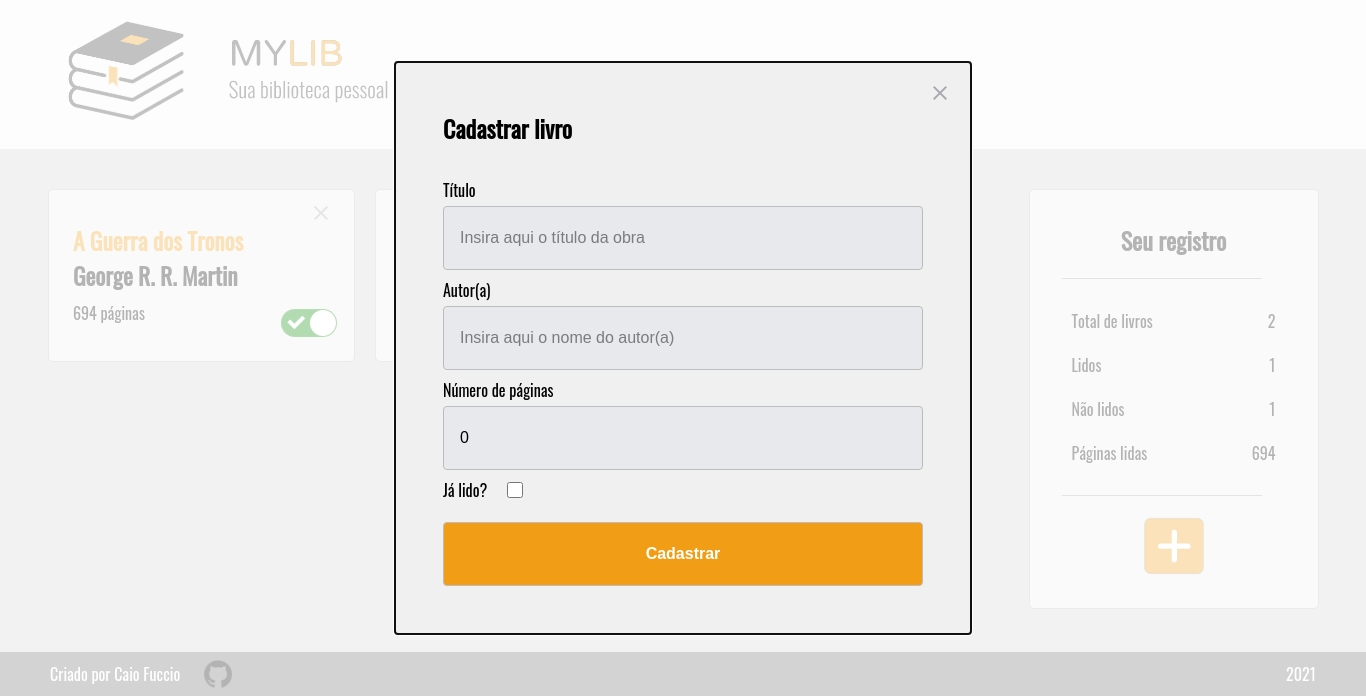 MYLIB
Sua biblioteca pessoal
A Guerra dos Tronos
George R. R. Martin
694 páginas
Cadastrar livro
Título
Insira aqui o título da obra
Autor(a)
Insira aqui o nome do autor(a)
Número de páginas
0
Já lido?
Cadastrar
Seu registro
Total de livros 2
Lidos 1
Não lidos 1
Páginas lidas 694
Criado por Caio Fuccio
2021